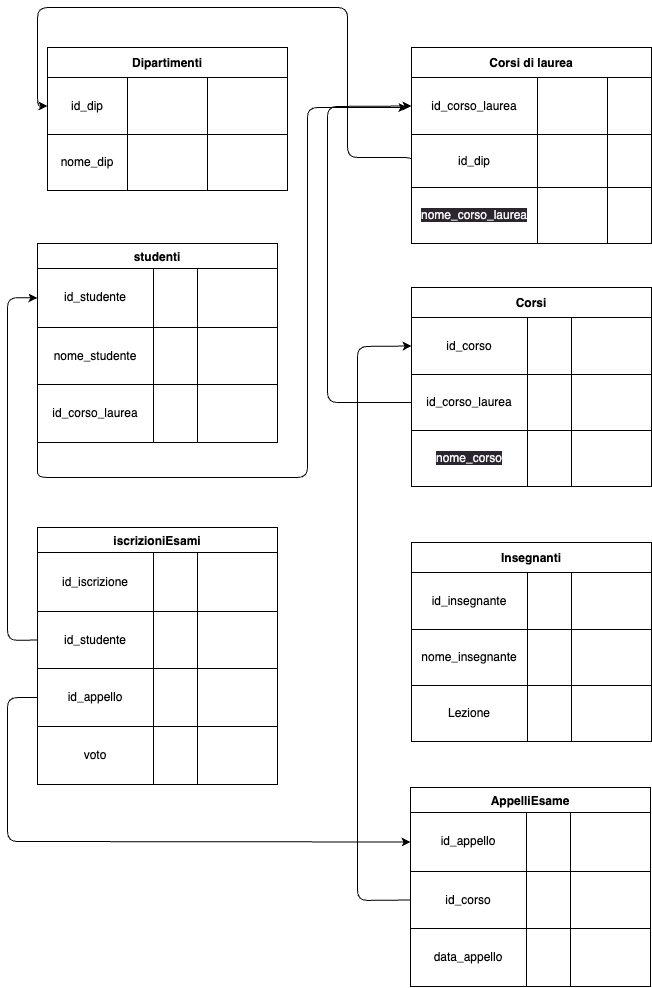 Dipartimenti
id_dip
nome_dip
Corsi di laurea
id_corso_laurea
id_dip
nome_corso_laurea
studenti
id_studente
nome_studente
id_corso_laurea
Corsi
id_corso
id_corso_laurea
nome_corso
iscrizioniEsami
id_iscrizione
id_studente
id_appello
voto
Insegnanti
id_insegnante
nome_insegnante
Lezione
AppelliEsame
id_appello
id_corso
data_appello